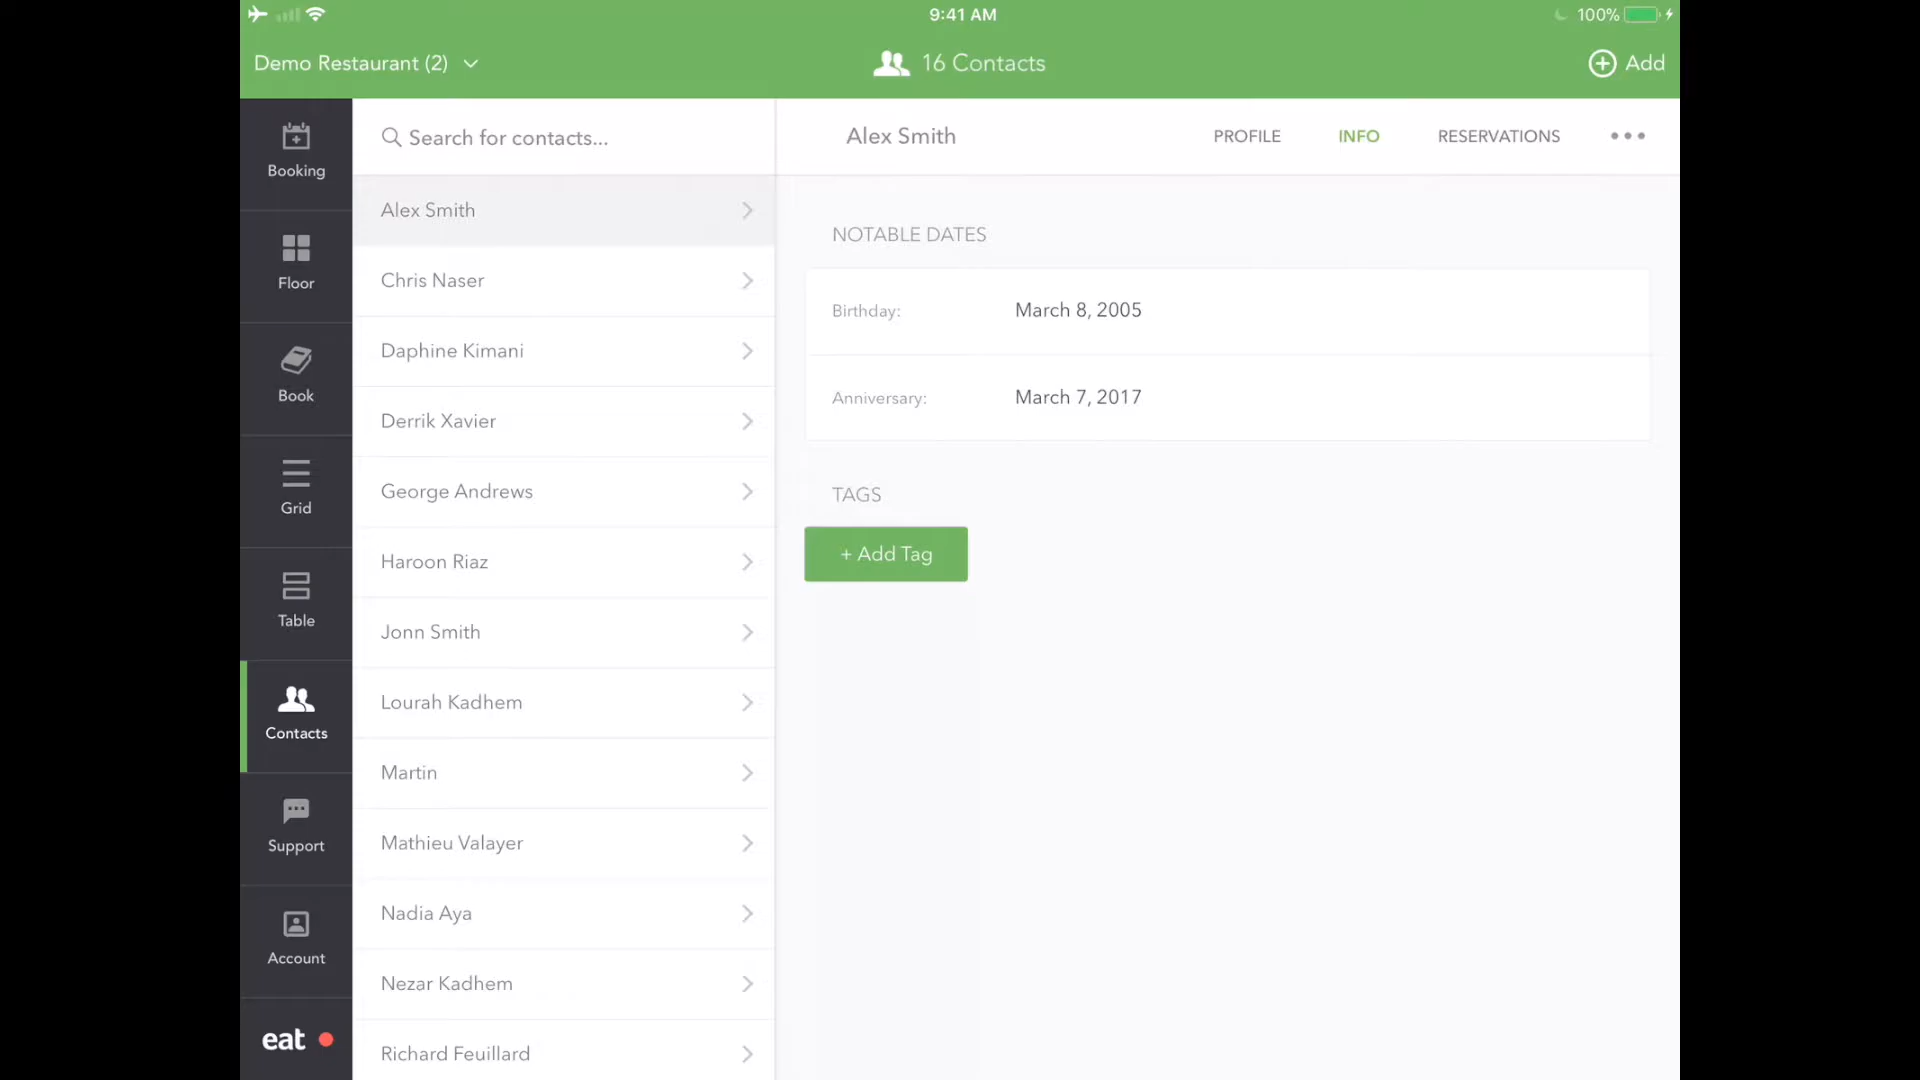 9:41 AM
100%
Demo Restaurant (2)
16 Contacts
Add
Booking
Floor
Book
Grid
Table
Contacts
Support
Account
eat
Search for contacts...
Alex Smith
Chris Naser
Daphine Kimani
Derrik Xavier
George Andrews
Haroon Riaz
Jonn Smith
Lourah Kadhem
Martin
Mathieu Valayer
Nadia Aya
Nezar Kadhem
Richard Feuillard
Alex Smith
PROFILE
INFO
RESERVATIONS
NOTABLE DATES
Birthday: March 8, 2005
Anniversary: March 7, 2017
TAGS
+ Add Tag